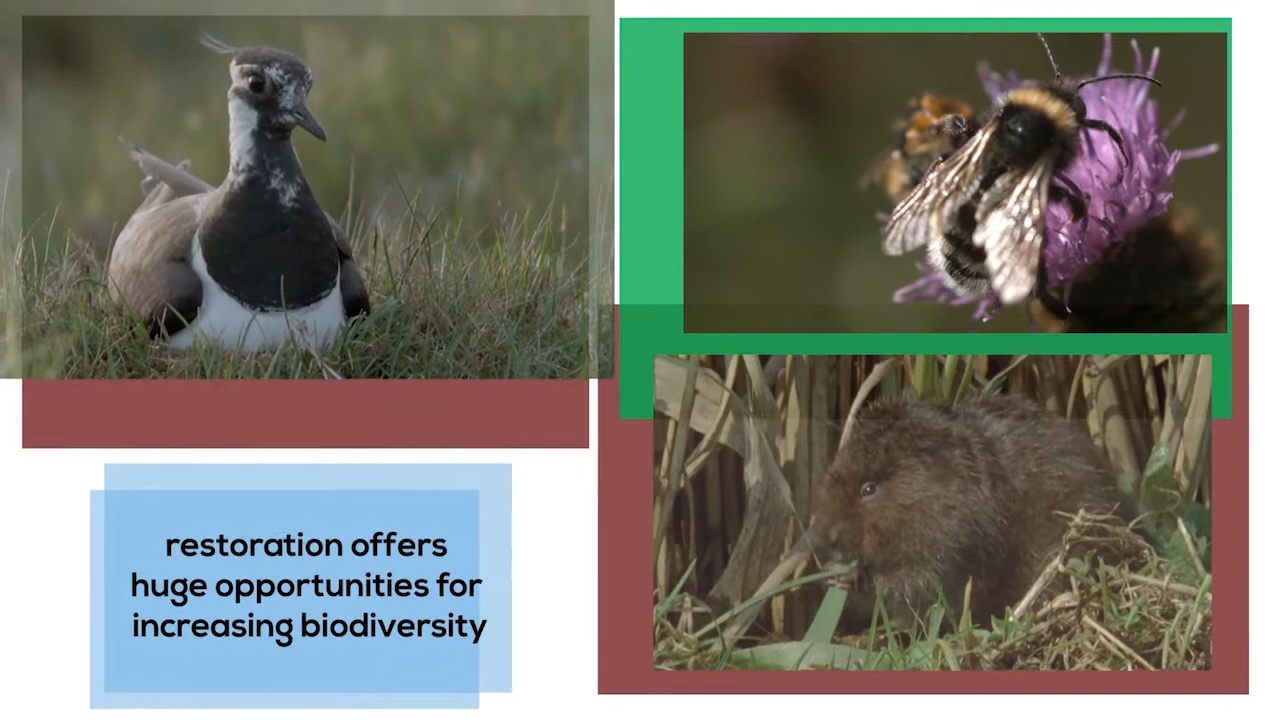 restoration offers
huge opportunities for
increasing biodiversity